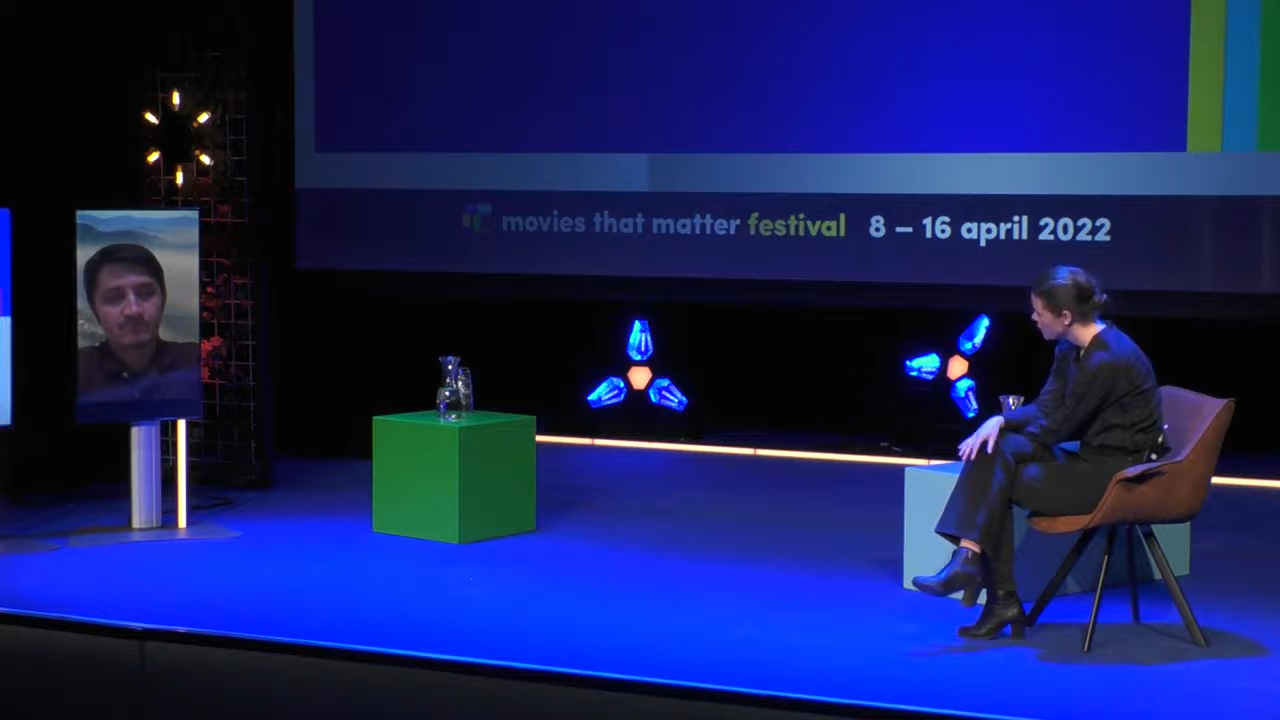 movies that matter festival 8 – 16 april 2022